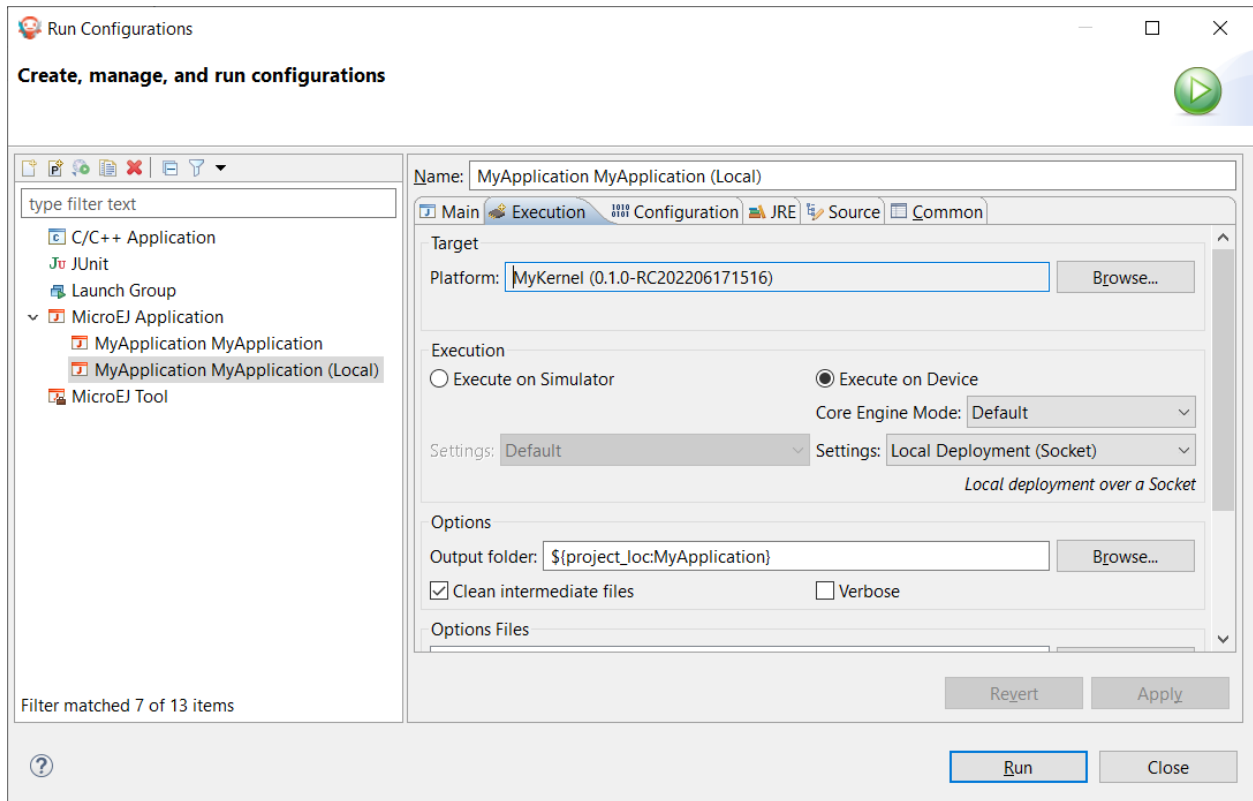 Run Configurations
Create, manage, and run configurations
type filter text
C/C++ Application
JUnit
Launch Group
MicroEJ Application
MyApplication MyApplication
MyApplication MyApplication (Local)
MicroEJ Tool
Filter matched 7 of 13 items
Name: MyApplication MyApplication (Local)
Main Execution Configuration JRE Source Common
Target
Platform: MyKernel (0.1.0-RC202206171516) Browse...
Execution
Execute on Simulator Execute on Device
Core Engine Mode: Default
Settings: Default Settings: Local Deployment (Socket)
Local deployment over a Socket
Options
Output folder: ${project_loc:MyApplication} Browse...
Clean intermediate files Verbose
Options Files
Revert Apply
? Run Close